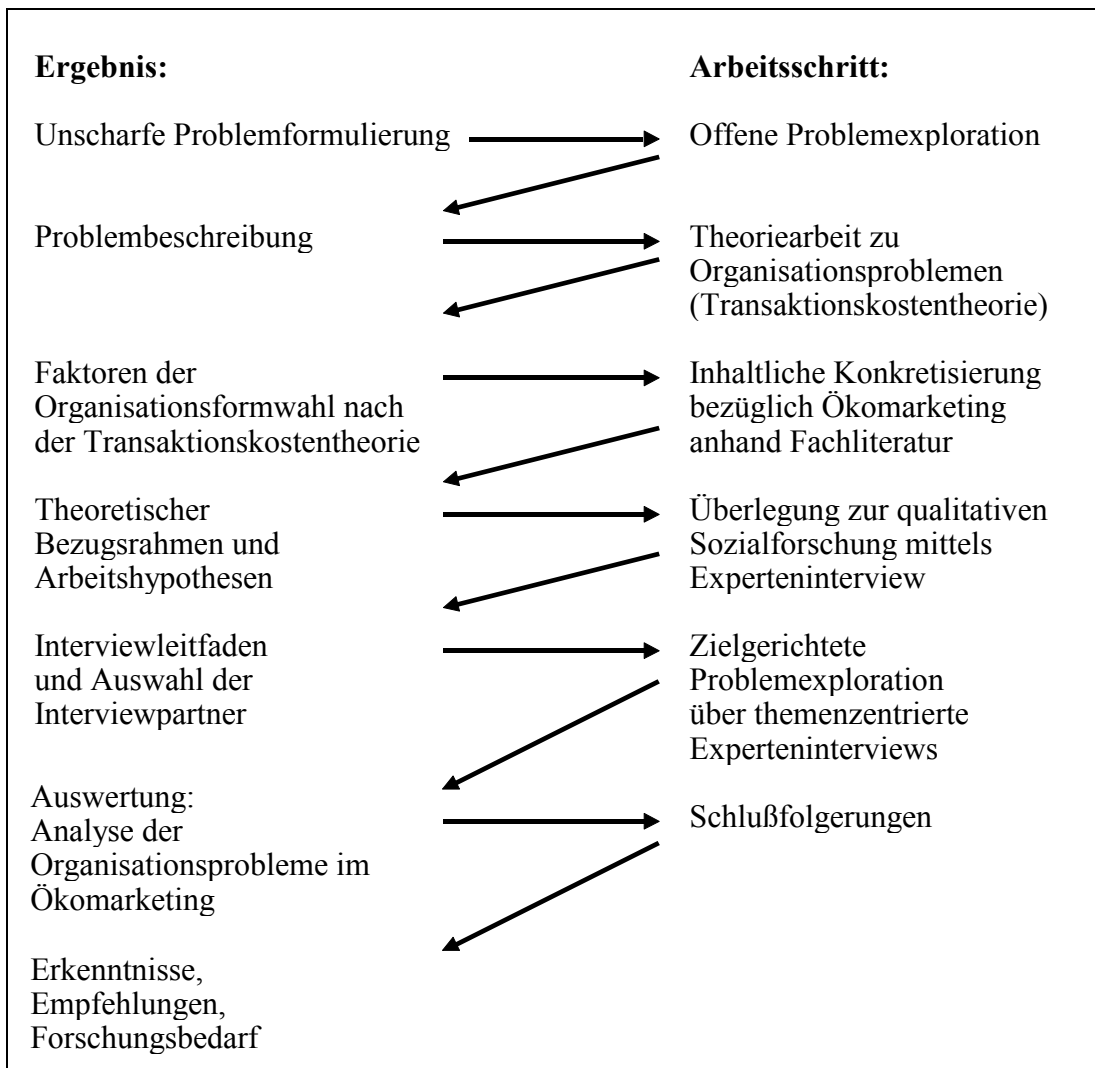 Ergebnis:
Arbeitsschritt:
Unscharfe Problemformulierung
Offene Problemexploration
Problembeschreibung
Theoriearbeit zu
Organisationsproblemen
(Transaktionskostentheorie)
Faktoren der
Organisationsformwahl nach
der Transaktionskostentheorie
Inhaltliche Konkretisierung
bezüglich Ökomarketing
anhand Fachliteratur
Theoretischer
Bezugsrahmen und
Arbeitshypothesen
Überlegung zur qualitativen
Sozialforschung mittels
Experteninterview
Interviewleitfaden
und Auswahl der
Interviewpartner
Zielgerichtete
Problemexploration
über themenzentrierte
Experteninterviews
Auswertung:
Analyse der
Organisationsprobleme im
Ökomarketing
Schlußfolgerungen
Erkenntnisse,
Empfehlungen,
Forschungsbedarf